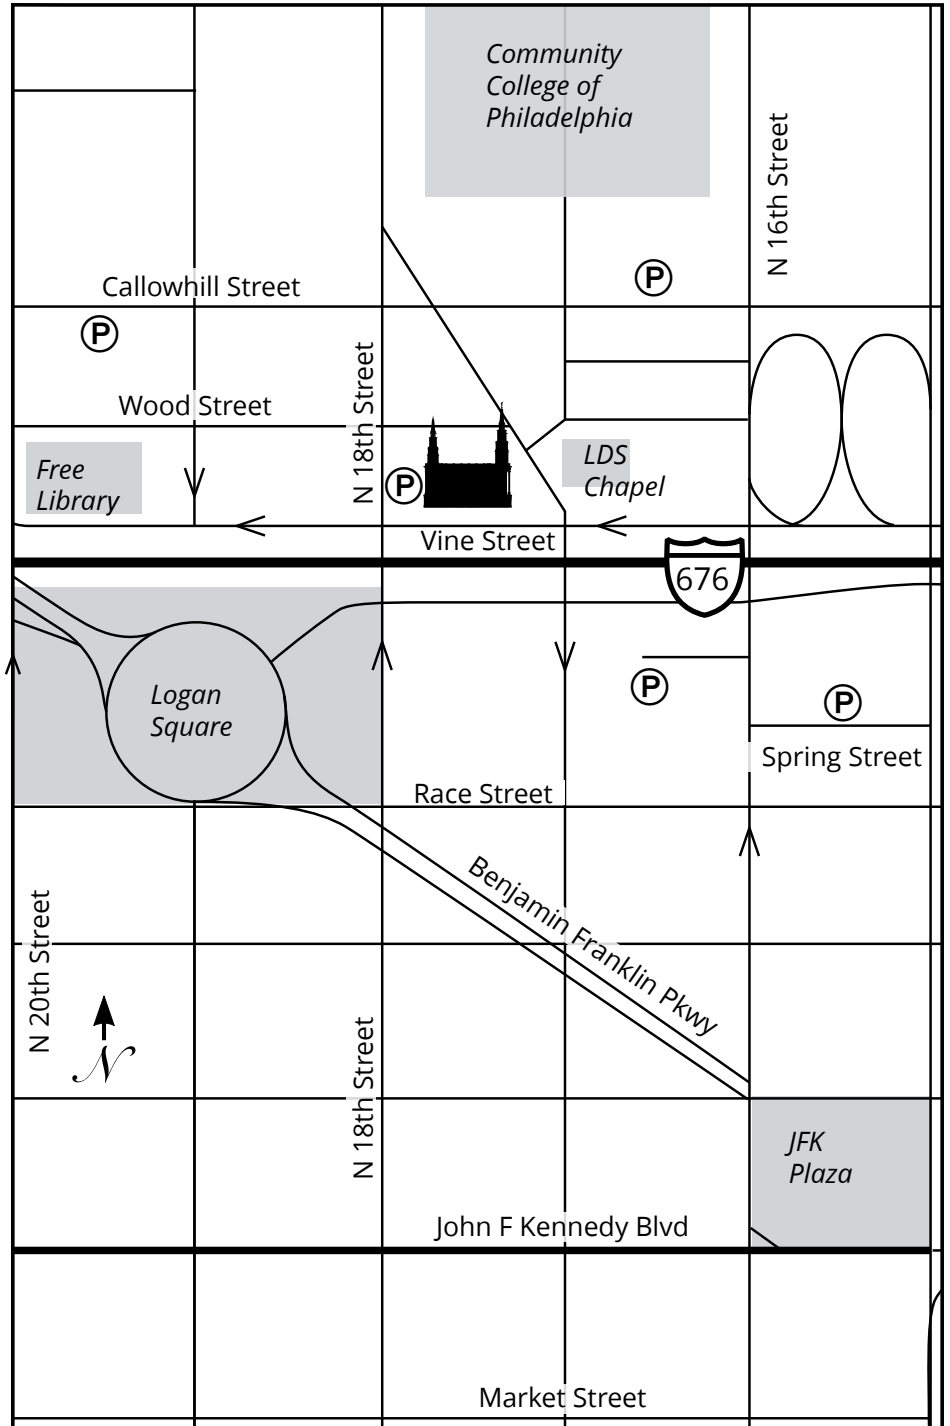 Community
College of
Philadelphia
N 16th Street
P
Callowhill Street
P
N 18th Street
Wood Street
Free
Library
P
LDS
Chapel
Vine Street
676
Logan
Square
P
P
Spring Street
Race Street
Benjamin Franklin Pkwy
N 20th Street
N
N 18th Street
JFK
Plaza
John F Kennedy Blvd
Market Street